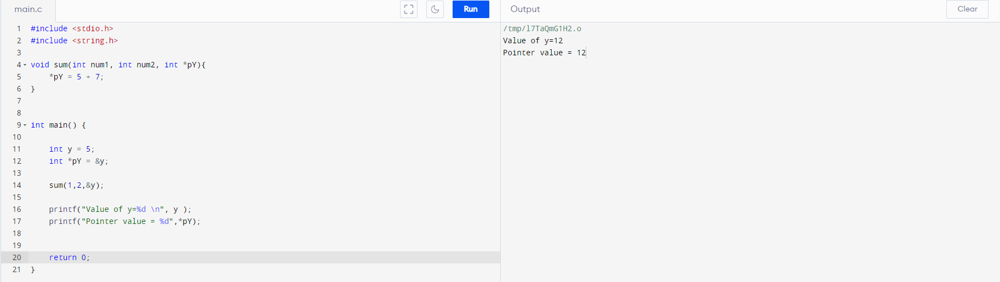 main.c
Run
Output
Clear
1 #include <stdio.h>
2 #include <string.h>
3
4 void sum(int num1, int num2, int *pY){
5     *pY = 5 + 7;
6 }
7
8
9 int main() {
10
11     int y = 5;
12     int *pY = &y;
13
14     sum(1,2,&y);
15
16     printf("Value of y=%d \n", y );
17     printf("Pointer value = %d",*pY);
18
19
20     return 0;
21 }
/tmp/l7TaQmG1H2.o
Value of y=12
Pointer value = 12